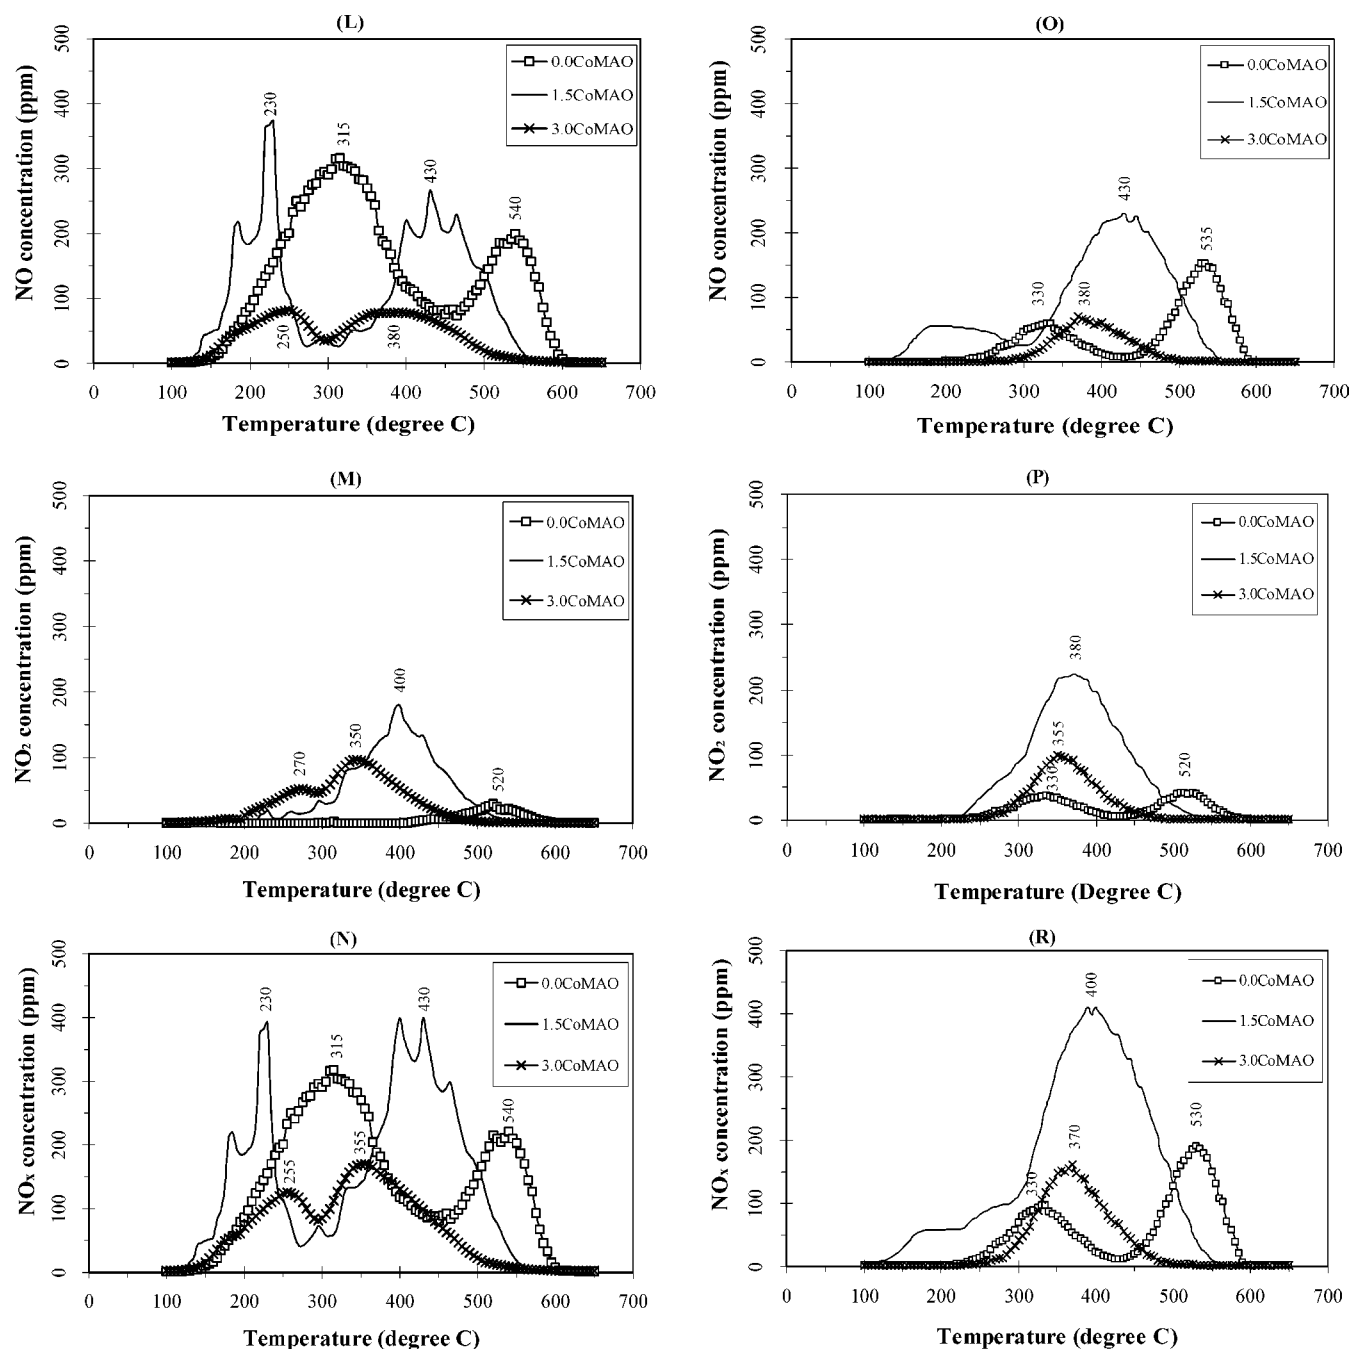 (L)
NO concentration (ppm)
500
400
300
200
100
0
0.0CoMAO
1.5CoMAO
3.0CoMAO
230
315
430
540
250
380
0 100 200 300 400 500 600 700
Temperature (degree C)
(O)
NO concentration (ppm)
500
400
300
200
100
0
0.0CoMAO
1.5CoMAO
3.0CoMAO
430
535
330
380
0 100 200 300 400 500 600 700
Temperature (degree C)
(M)
NO₂ concentration (ppm)
500
400
300
200
100
0
0.0CoMAO
1.5CoMAO
3.0CoMAO
400
350
270
520
0 100 200 300 400 500 600 700
Temperature (degree C)
(P)
NO₂ concentration (ppm)
500
400
300
200
100
0
0.0CoMAO
1.5CoMAO
3.0CoMAO
380
355
330
520
0 100 200 300 400 500 600 700
Temperature (Degree C)
(N)
NOₓ concentration (ppm)
500
400
300
200
100
0
0.0CoMAO
1.5CoMAO
3.0CoMAO
230
430
315
540
355
255
0 100 200 300 400 500 600 700
Temperature (degree C)
(R)
NOₓ concentration (ppm)
500
400
300
200
100
0
0.0CoMAO
1.5CoMAO
3.0CoMAO
400
530
370
330
0 100 200 300 400 500 600 700
Temperature (degree C)